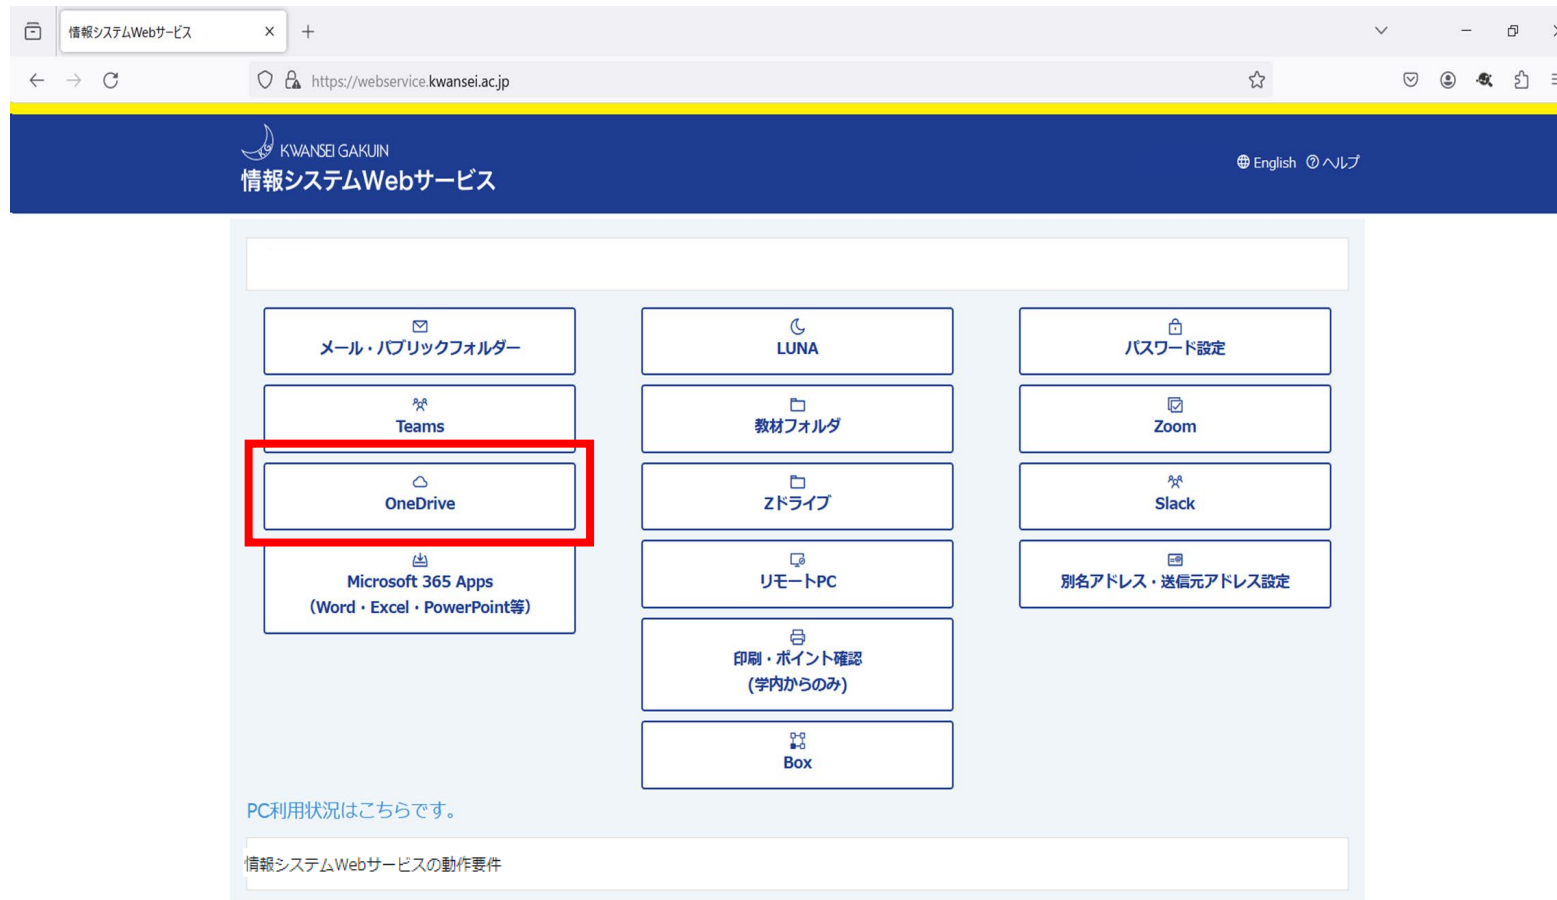 情報システムWebサービス
https://webservice.kwansei.ac.jp
KWANSEI GAKUIN
情報システムWebサービス
English ヘルプ
メール・パブリックフォルダー
LUNA
パスワード設定
Teams
教材フォルダ
Zoom
OneDrive
Zドライブ
Slack
Microsoft 365 Apps
（Word・Excel・PowerPoint等）
リモートPC
別名アドレス・送信元アドレス設定
印刷・ポイント確認
(学内からのみ)
Box
PC利用状況はこちらです。
情報システムWebサービスの動作要件